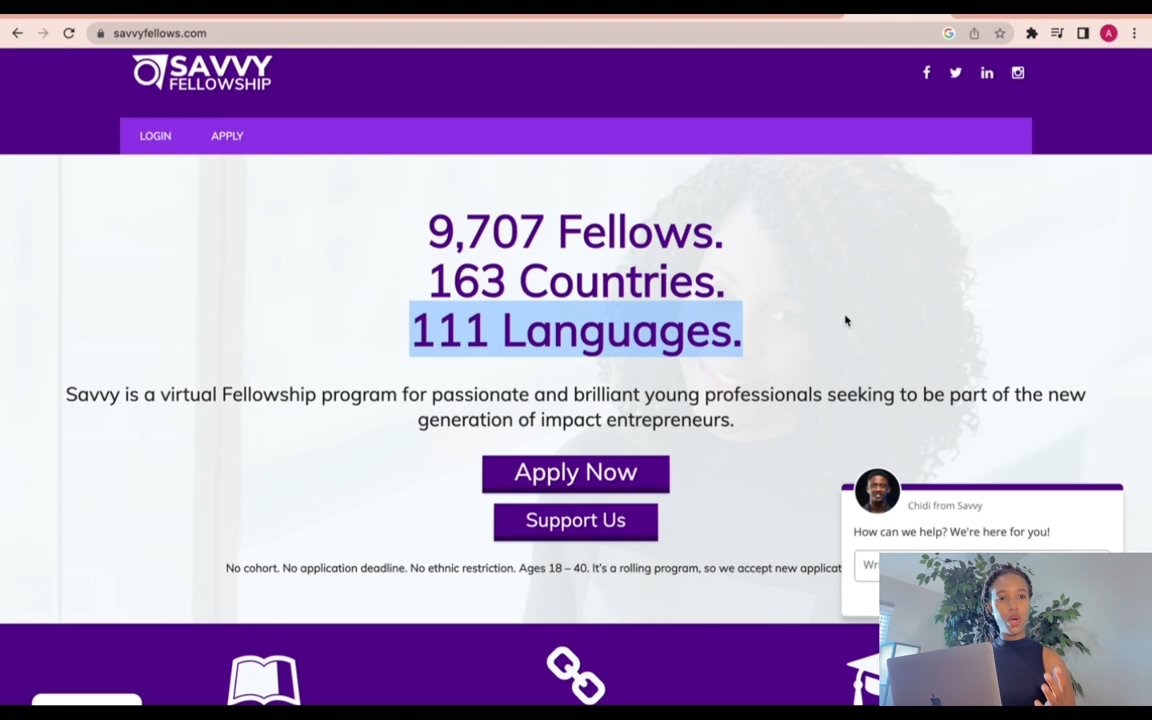 savvyfellows.com
A
SAVVY
FELLOWSHIP
LOGIN APPLY
9,707 Fellows.
163 Countries.
111 Languages.
Savvy is a virtual Fellowship program for passionate and brilliant young professionals seeking to be part of the new
generation of impact entrepreneurs.
Apply Now
Support Us
No cohort. No application deadline. No ethnic restriction. Ages 18 – 40. It's a rolling program, so we accept new
Chidi from Savvy
How can we help? We're here for you!